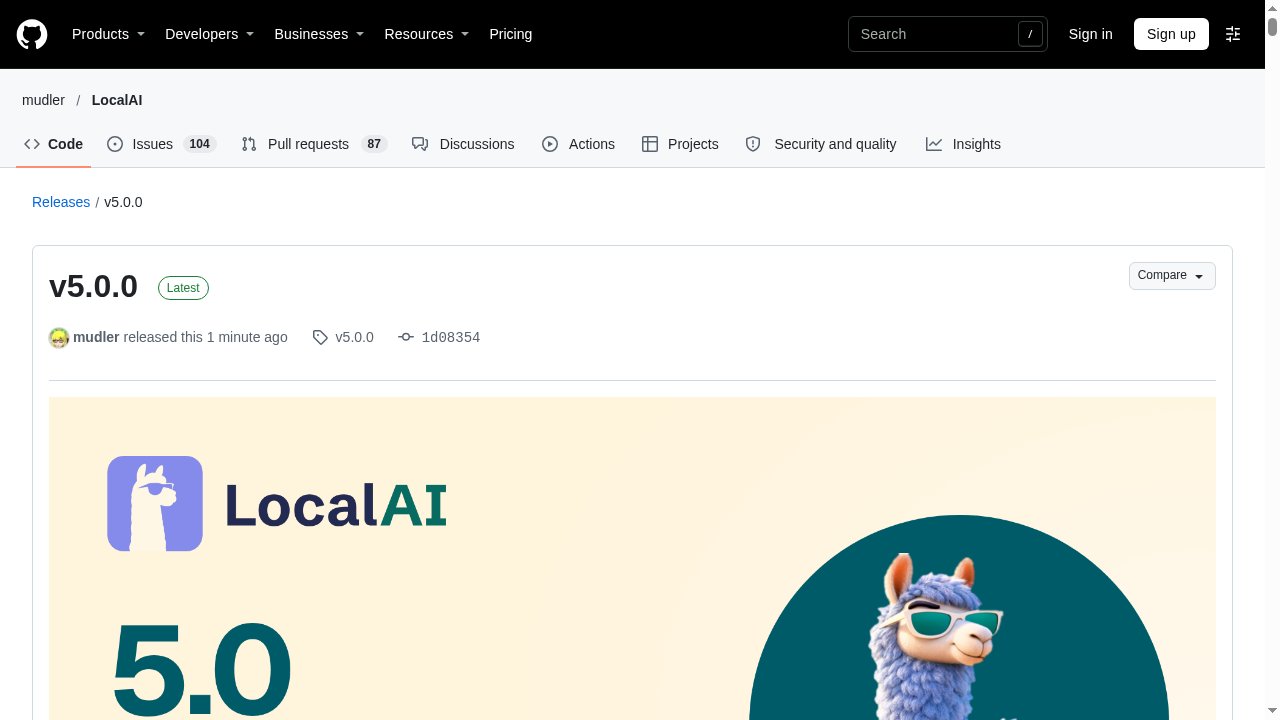 Products Developers Businesses Resources Pricing Search / Sign in Sign up
mudler / LocalAI
Code Issues 104 Pull requests 87 Discussions Actions Projects Security and quality Insights
Releases / v5.0.0
v5.0.0 Latest Compare
mudler released this 1 minute ago v5.0.0 1d08354
LocalAI
5.0